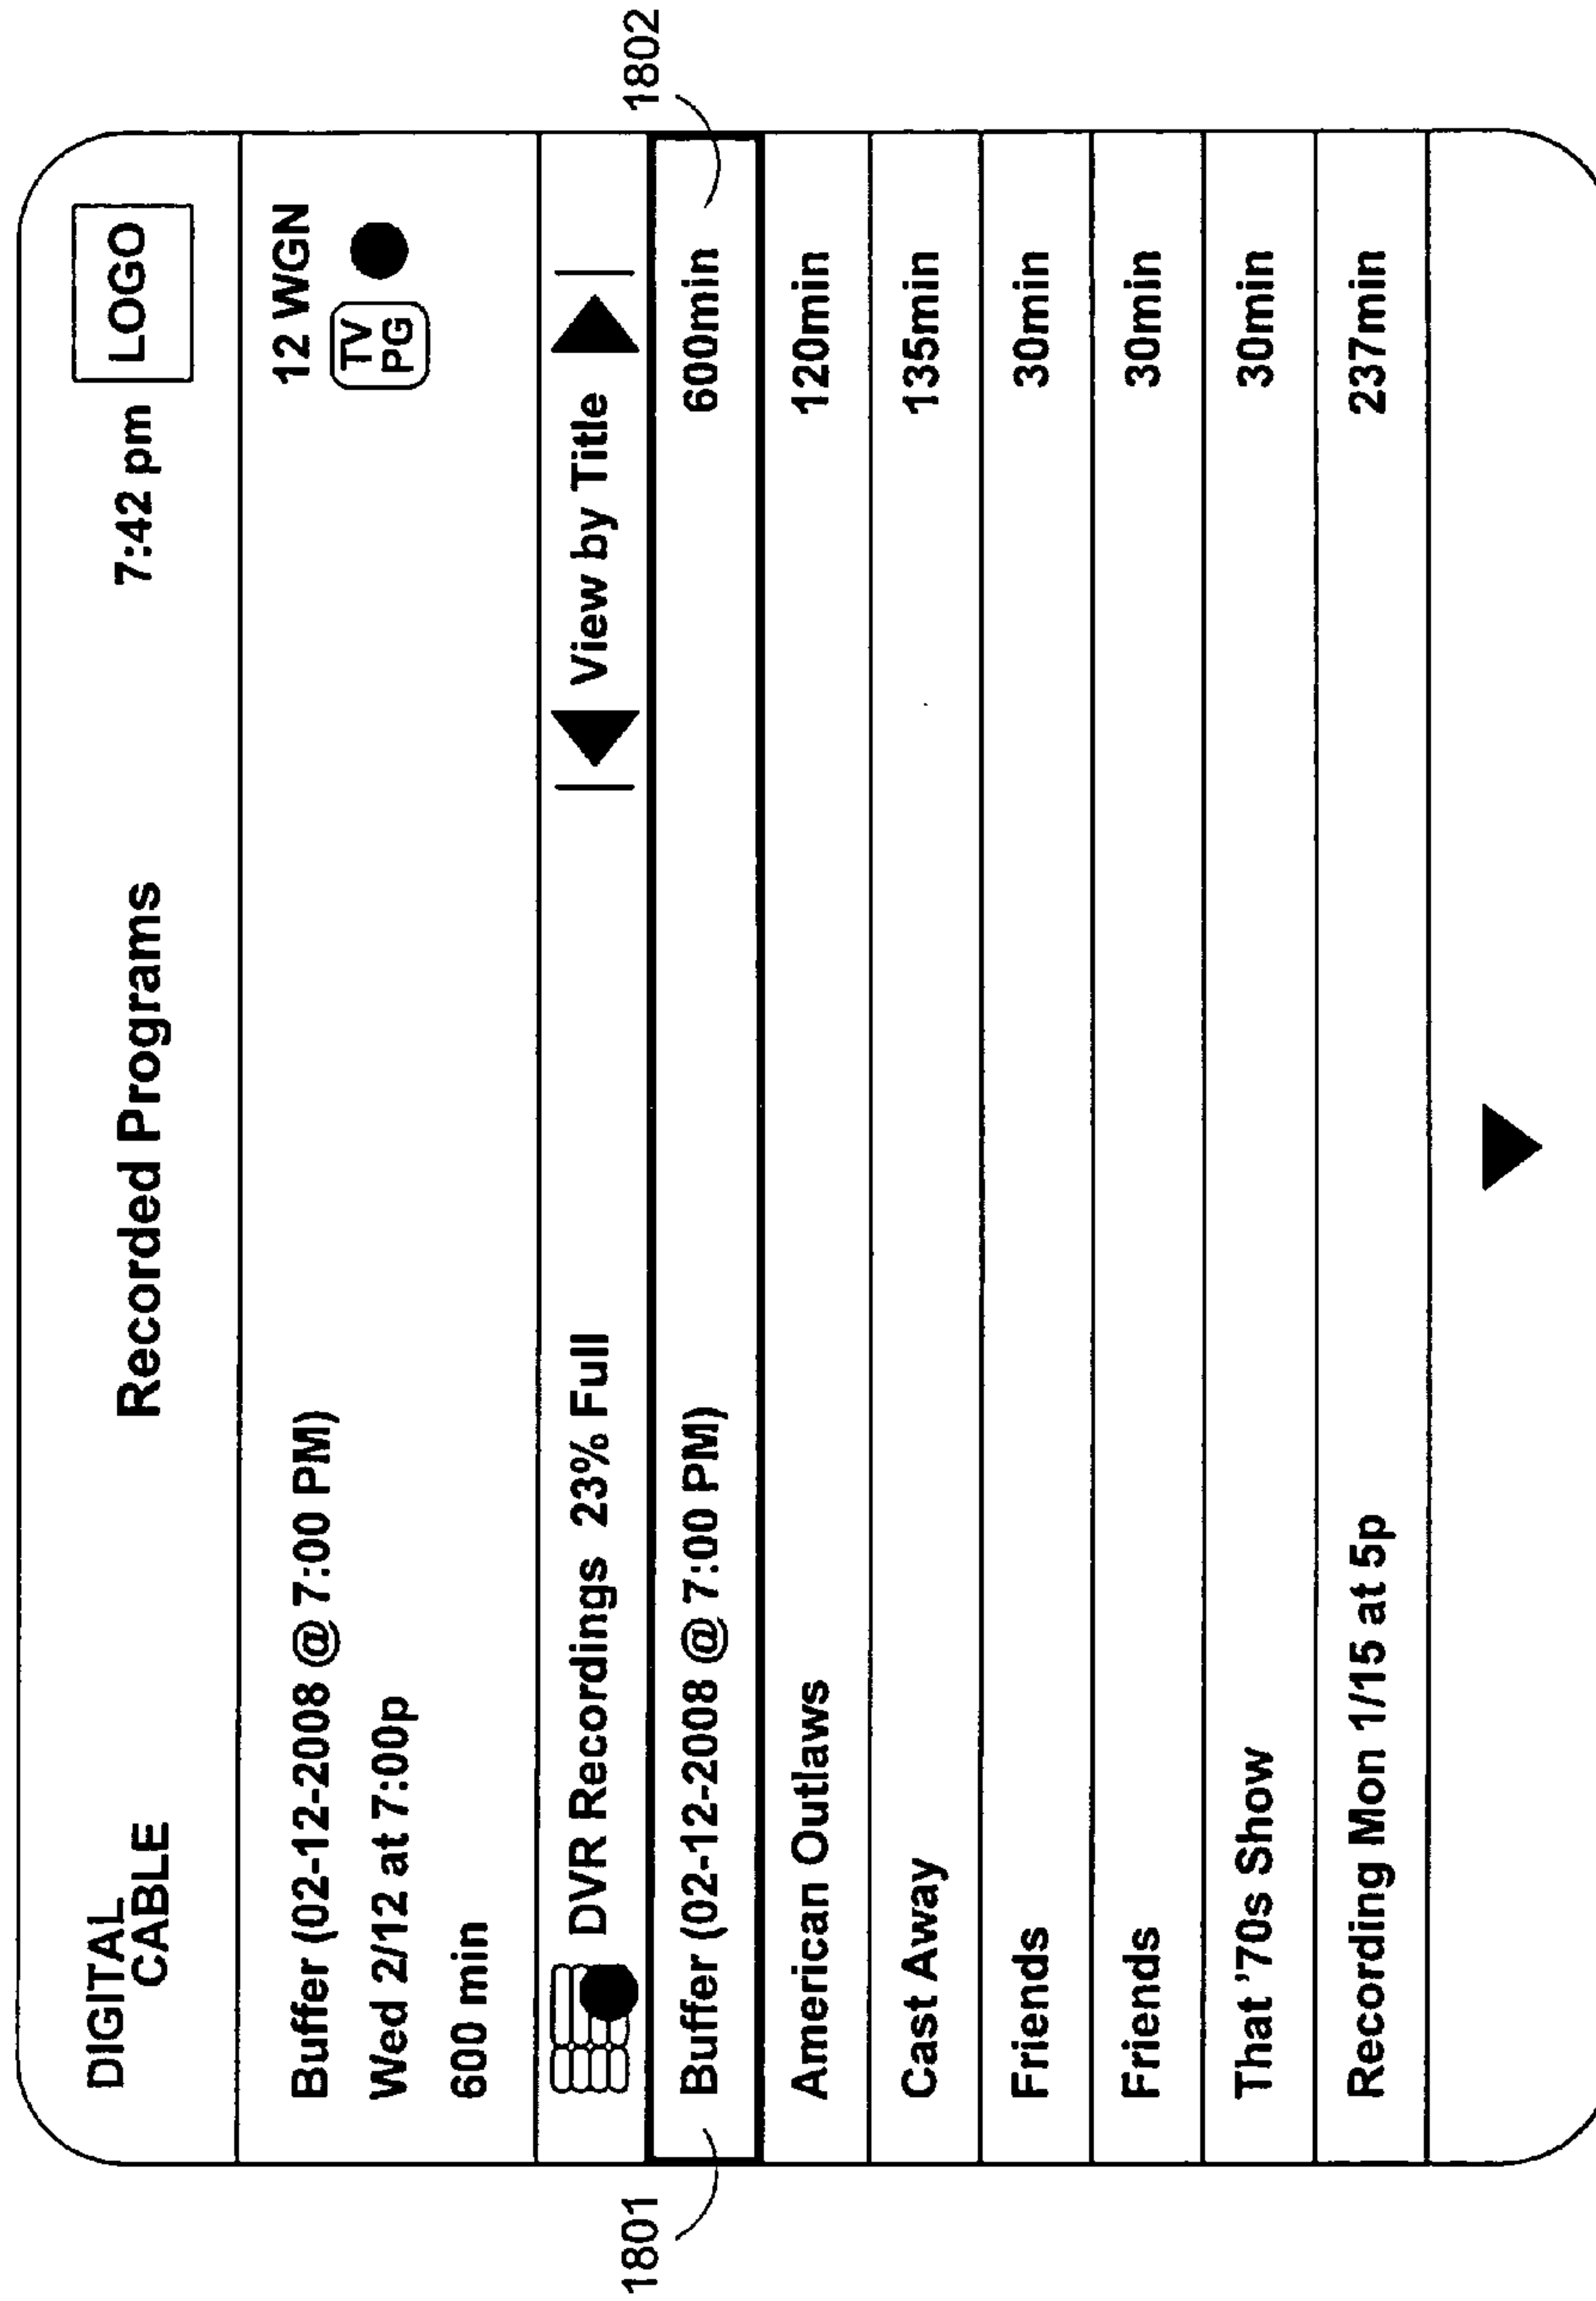 DIGITAL
CABLE
Recorded Programs
7:42 pm
LOGO
Buffer (02-12-2008 @ 7:00 PM)
12 WGN
Wed 2/12 at 7:00p
TV
PG
600 min
DVR Recordings 23% Full
View by Title
1801
1802
Buffer (02-12-2008 @ 7:00 PM) 600min
American Outlaws 120min
Cast Away 135min
Friends 30min
Friends 30min
That '70s Show 30min
Recording Mon 1/15 at 5p 237min